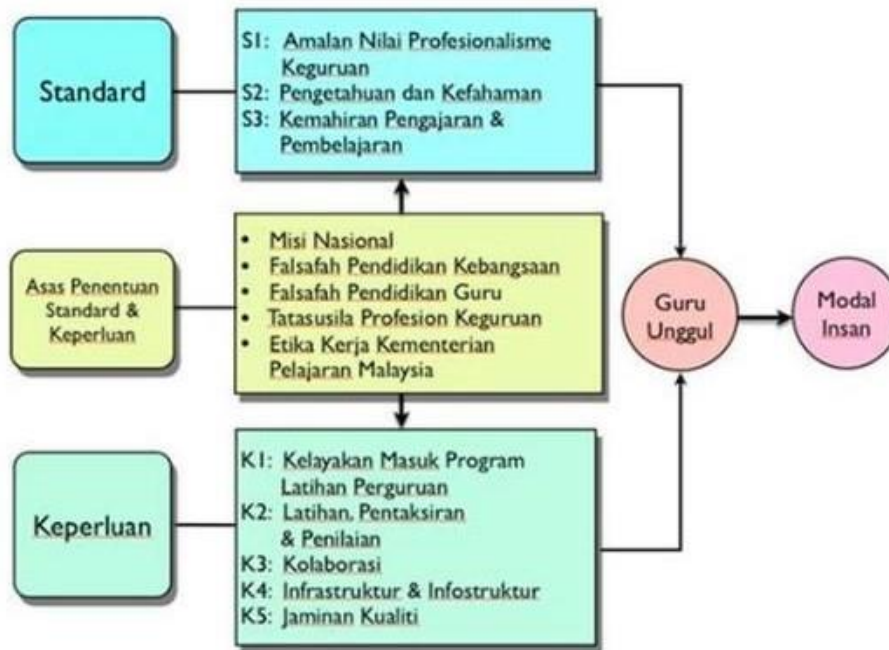 Standard
S1: Amalan Nilai Profesionalisme
Keguruan
S2: Pengetahuan dan Kefahaman
S3: Kemahiran Pengajaran &
Pembelajaran
Asas Penentuan
Standard &
Keperluan
• Misi Nasional
• Falsafah Pendidikan Kebangsaan
• Falsafah Pendidikan Guru
• Tatasusila Profesion Keguruan
• Etika Kerja Kementerian
Pelajaran Malaysia
Guru
Unggul
Modal
Insan
Keperluan
K1: Kelayakan Masuk Program
Latihan Perguruan
K2: Latihan, Pentaksiran
& Penilaian
K3: Kolaborasi
K4: Infrastruktur & Infostruktur
K5: Jaminan Kualiti